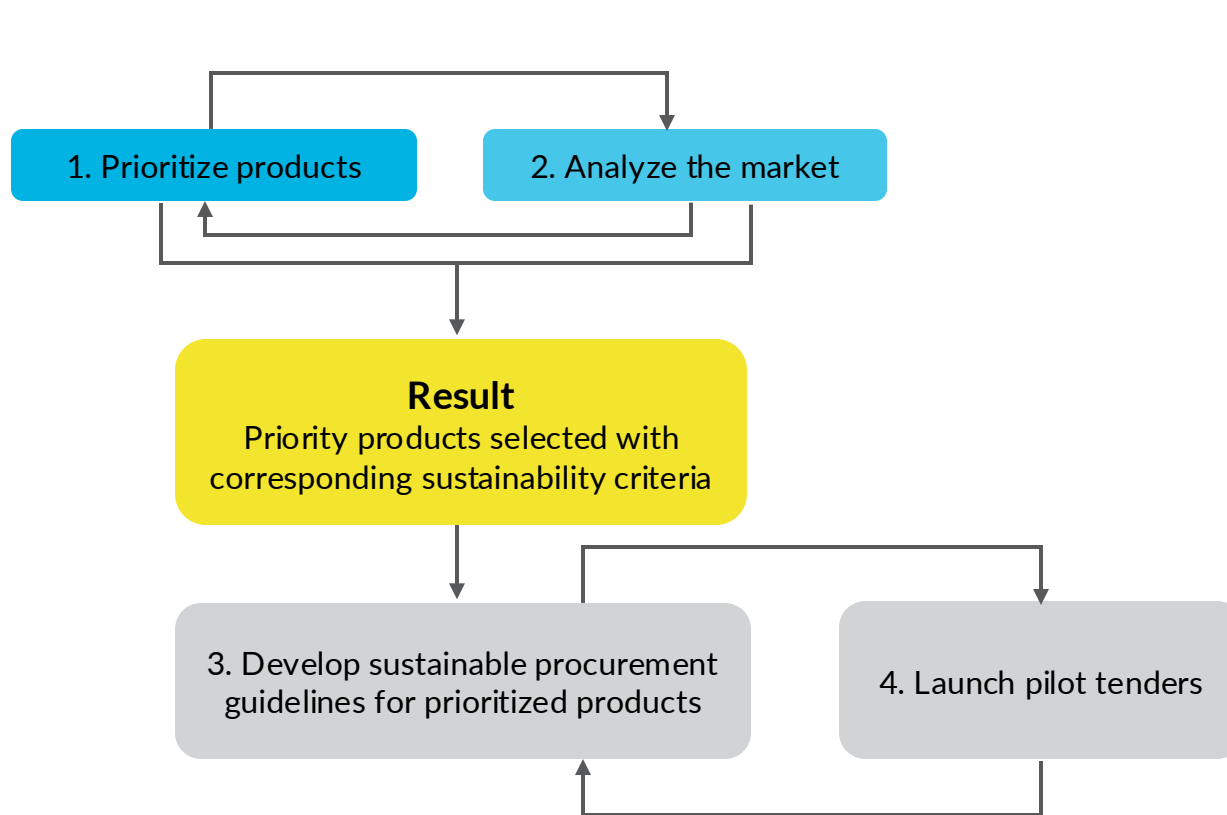 1. Prioritize products
2. Analyze the market
Result
Priority products selected with
corresponding sustainability criteria
3. Develop sustainable procurement
guidelines for prioritized products
4. Launch pilot tenders